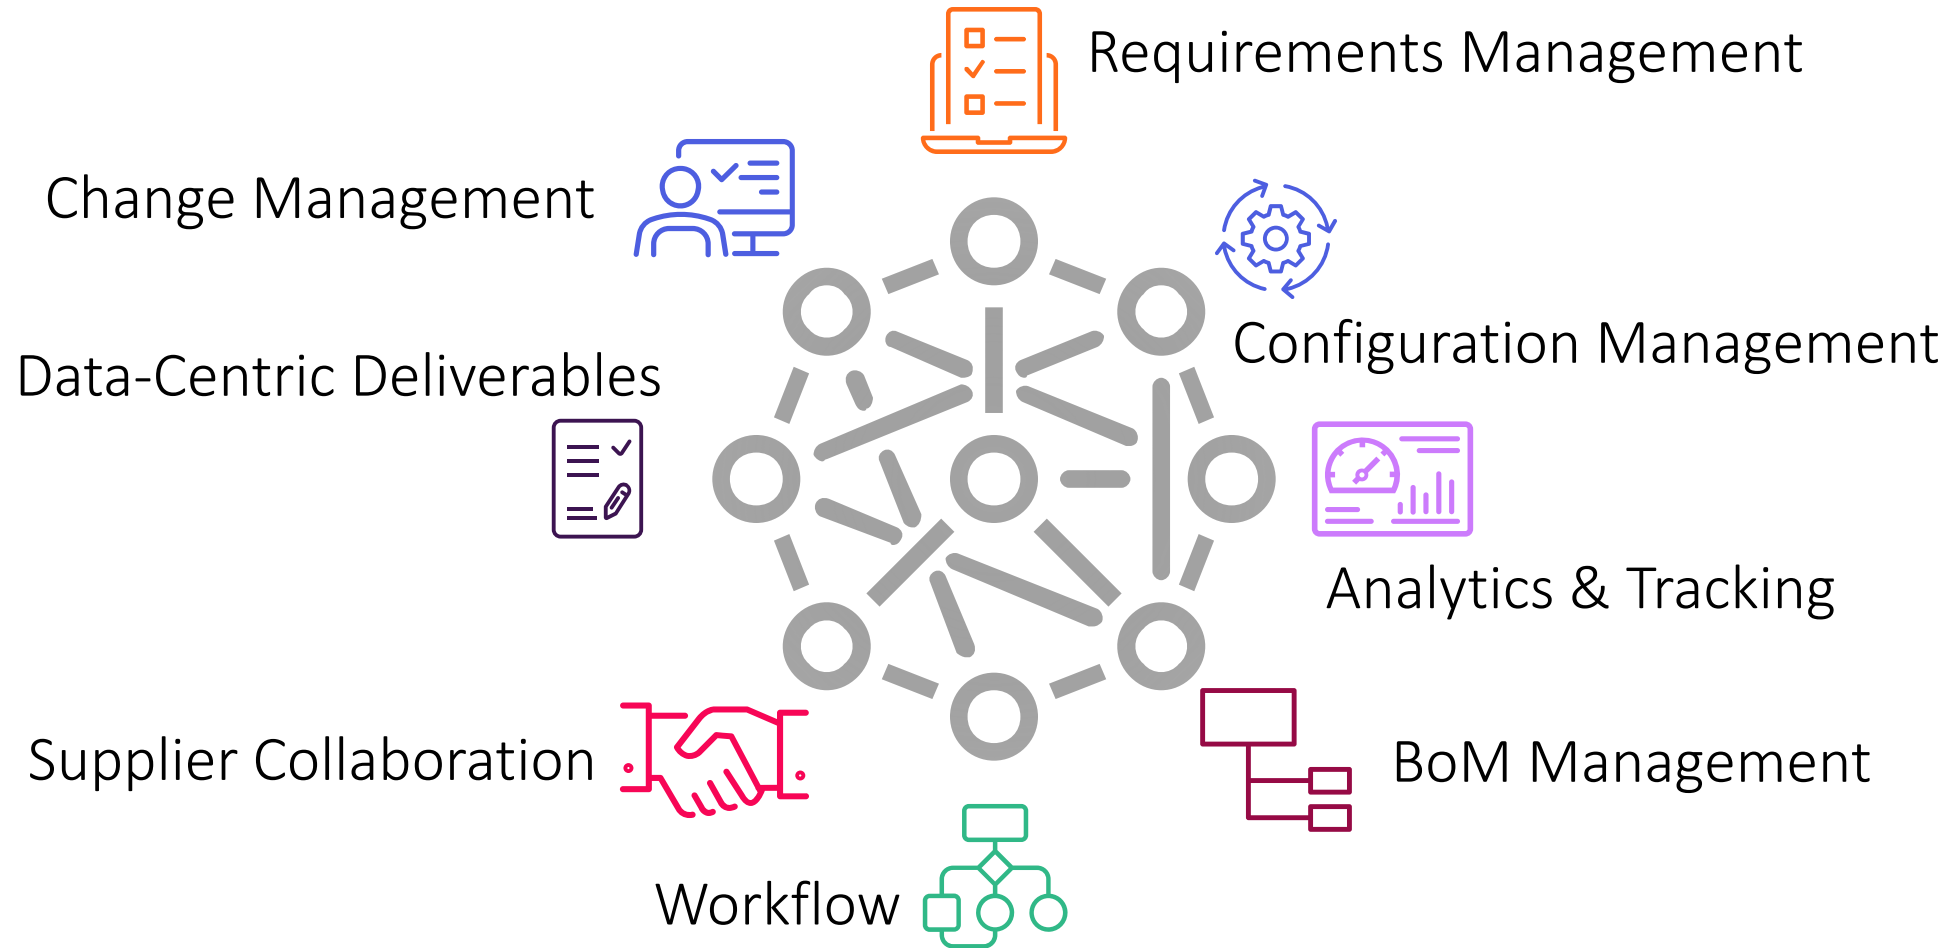 Requirements Management
Change Management
Configuration Management
Data-Centric Deliverables
Analytics & Tracking
Supplier Collaboration
BoM Management
Workflow